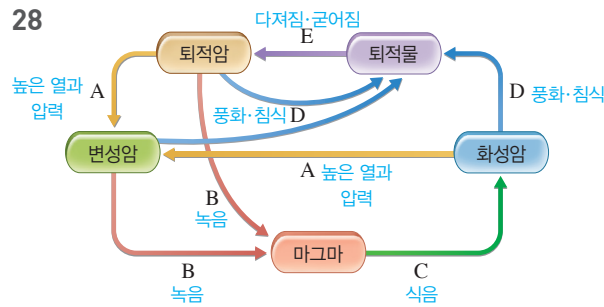 28
다져짐·굳어짐
E
퇴적암
퇴적물
높은 열과
압력
A
풍화·침식 D
D 풍화·침식
변성암
화성암
A 높은 열과
압력
B
녹음
마그마
B
녹음
C
식음